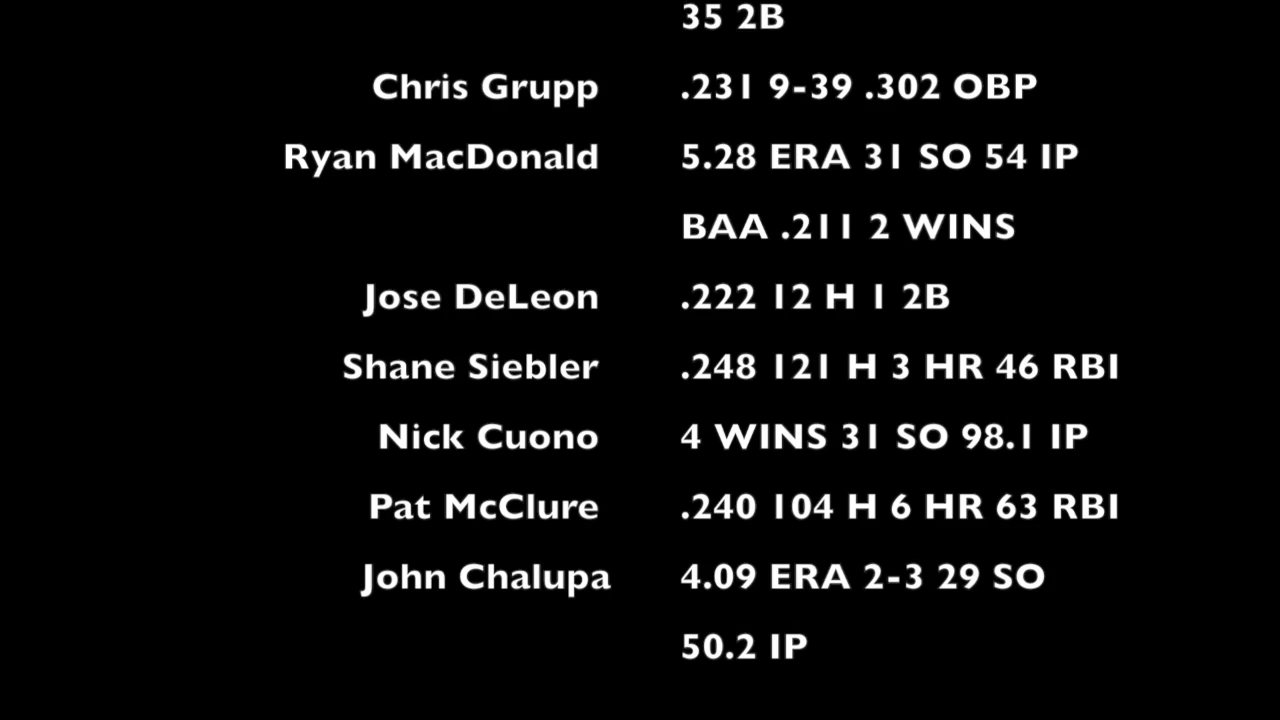 35 2B
Chris Grupp .231 9-39 .302 OBP
Ryan MacDonald 5.28 ERA 31 SO 54 IP
BAA .211 2 WINS
Jose DeLeon .222 12 H 1 2B
Shane Siebler .248 121 H 3 HR 46 RBI
Nick Cuono 4 WINS 31 SO 98.1 IP
Pat McClure .240 104 H 6 HR 63 RBI
John Chalupa 4.09 ERA 2-3 29 SO
50.2 IP